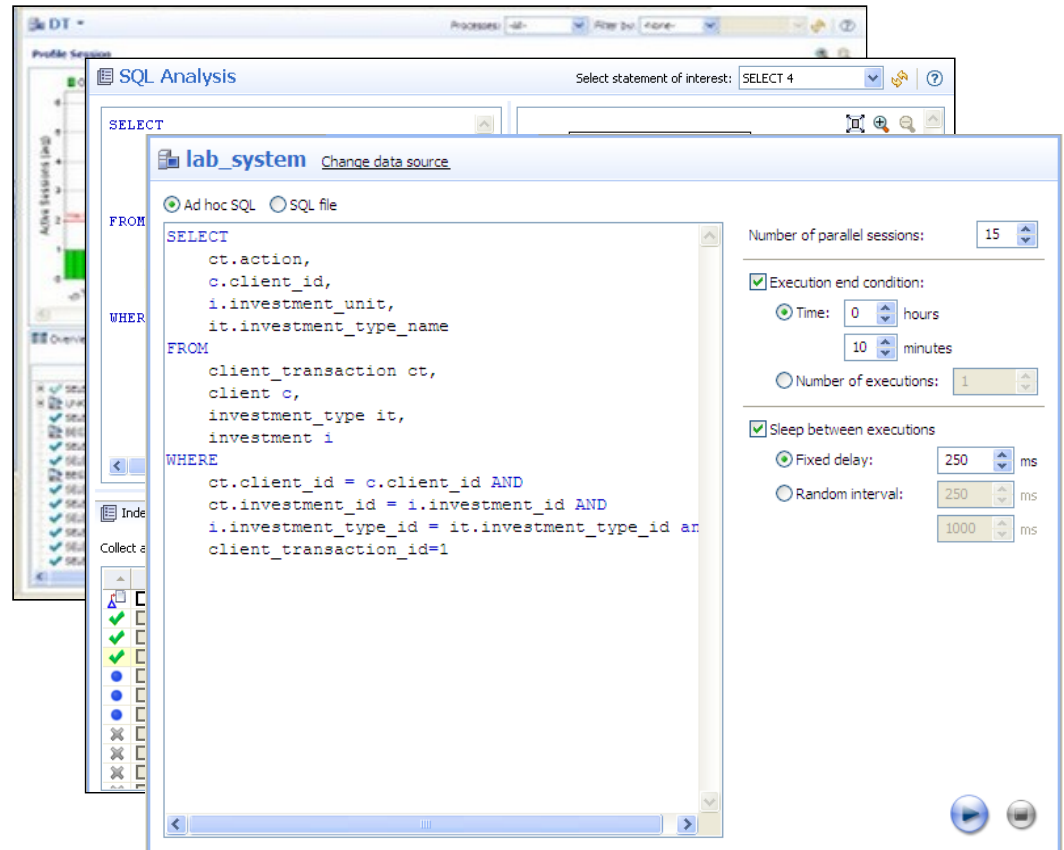 DT
Processes: -all- Filter by: -none-
Profile Session
Active Sessions (avg)
Overvie
SQL Analysis
Select statement of interest: SELECT 4
SELECT
FROM
WHER
Inde
Collect a
lab_system Change data source
Ad hoc SQL SQL file
SELECT
ct.action,
c.client_id,
i.investment_unit,
it.investment_type_name
FROM
client_transaction ct,
client c,
investment_type it,
investment i
WHERE
ct.client_id = c.client_id AND
ct.investment_id = i.investment_id AND
i.investment_type_id = it.investment_type_id an
client_transaction_id=1
Number of parallel sessions: 15
Execution end condition:
Time: 0 hours
10 minutes
Number of executions: 1
Sleep between executions
Fixed delay: 250 ms
Random interval: 250 ms
1000 ms